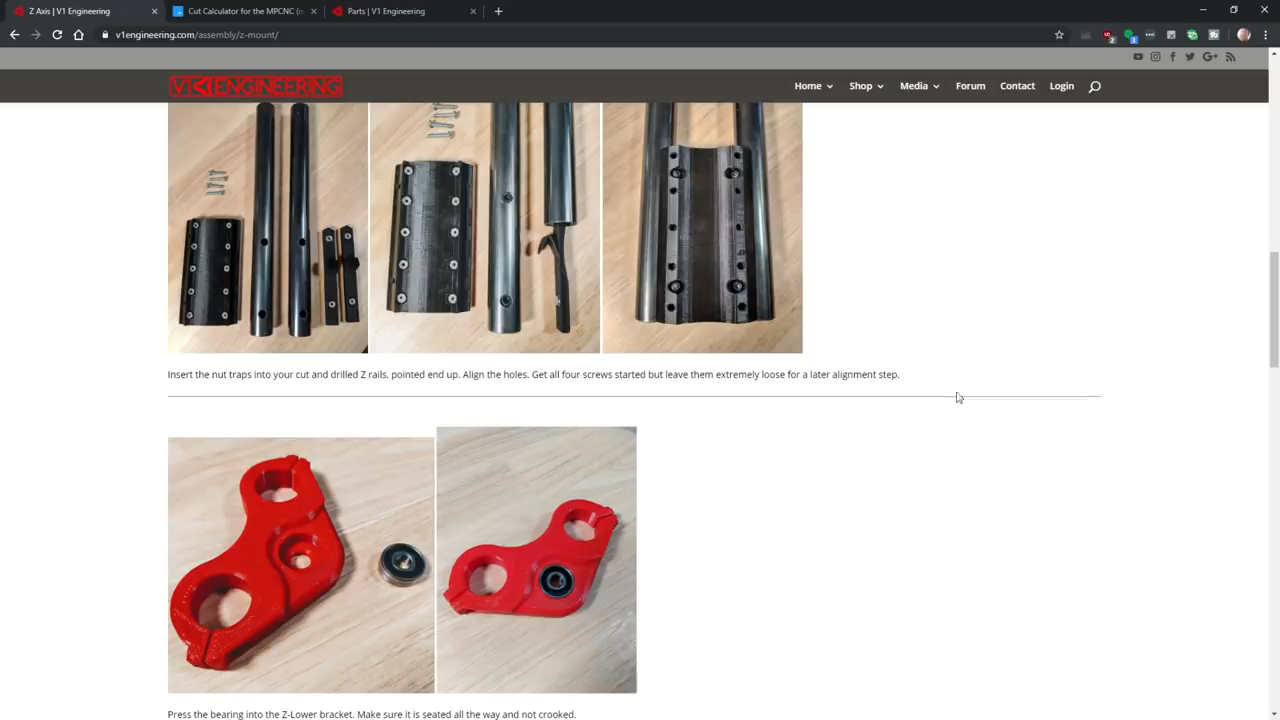 Z Axis | V1 Engineering
Cut Calculator for the MPCNC (m
Parts | V1 Engineering
v1engineering.com/assembly/z-mount/
V1 ENGINEERING
Home
Shop
Media
Forum
Contact
Login
Insert the nut traps into your cut and drilled Z rails, pointed end up. Align the holes. Get all four screws started but leave them extremely loose for a later alignment step.
Press the bearing into the Z-Lower bracket. Make sure it is seated all the way and not crooked.